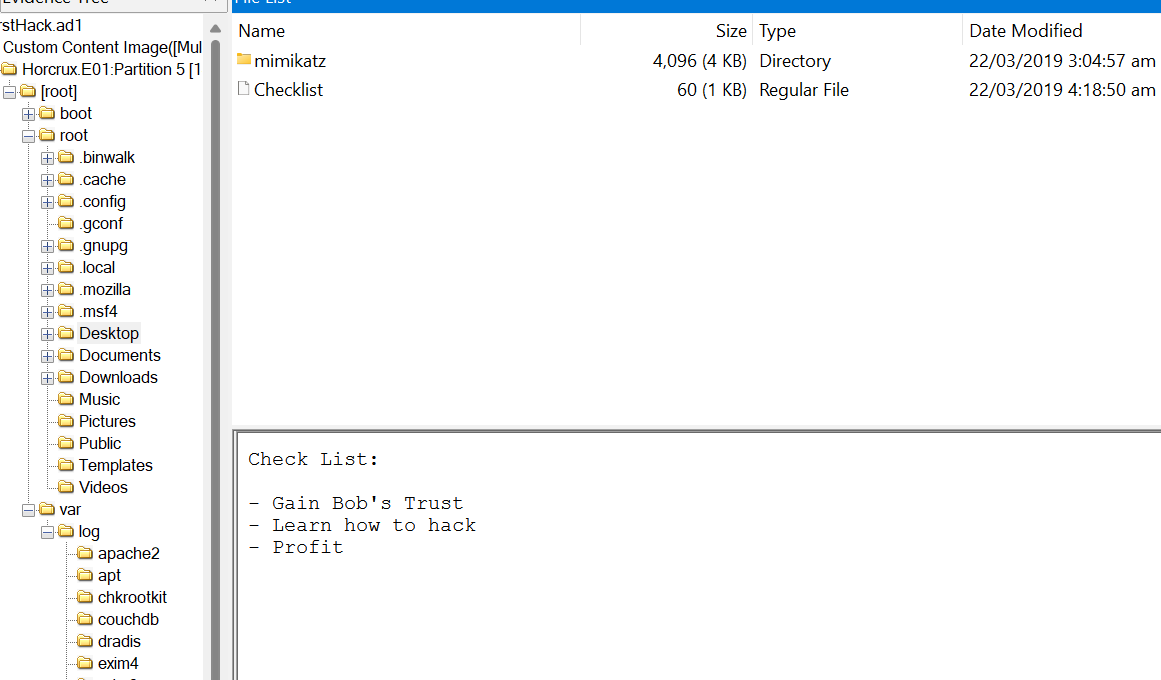 Evidence Tree
File List
rstHack.ad1
Custom Content Image([Mul
Horcrux.E01:Partition 5 [1
[root]
boot
root
.binwalk
.cache
.config
.gconf
.gnupg
.local
.mozilla
.msf4
Desktop
Documents
Downloads
Music
Pictures
Public
Templates
Videos
var
log
apache2
apt
chkrootkit
couchdb
dradis
exim4
Name Size Type Date Modified
mimikatz 4,096 (4 KB) Directory 22/03/2019 3:04:57 am
Checklist 60 (1 KB) Regular File 22/03/2019 4:18:50 am
Check List:
- Gain Bob's Trust
- Learn how to hack
- Profit